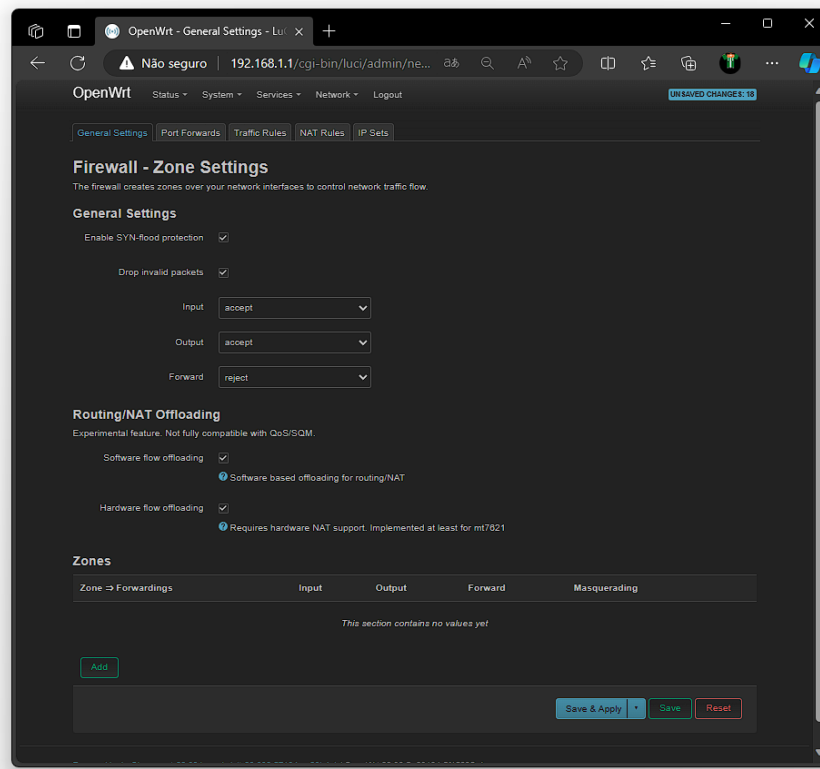 OpenWrt - General Settings - Lu
Não seguro
192.168.1.1/cgi-bin/luci/admin/ne...
OpenWrt Status System Services Network Logout
UNSAVED CHANGES: 18
General Settings Port Forwards Traffic Rules NAT Rules IP Sets
Firewall - Zone Settings
The firewall creates zones over your network interfaces to control network traffic flow.
General Settings
Enable SYN-flood protection
Drop invalid packets
Input accept
Output accept
Forward reject
Routing/NAT Offloading
Experimental feature. Not fully compatible with QoS/SQM.
Software flow offloading
Software based offloading for routing/NAT
Hardware flow offloading
Requires hardware NAT support. Implemented at least for mt7621
Zones
Zone ⇒ Forwardings Input Output Forward Masquerading
This section contains no values yet
Add
Save & Apply Save Reset